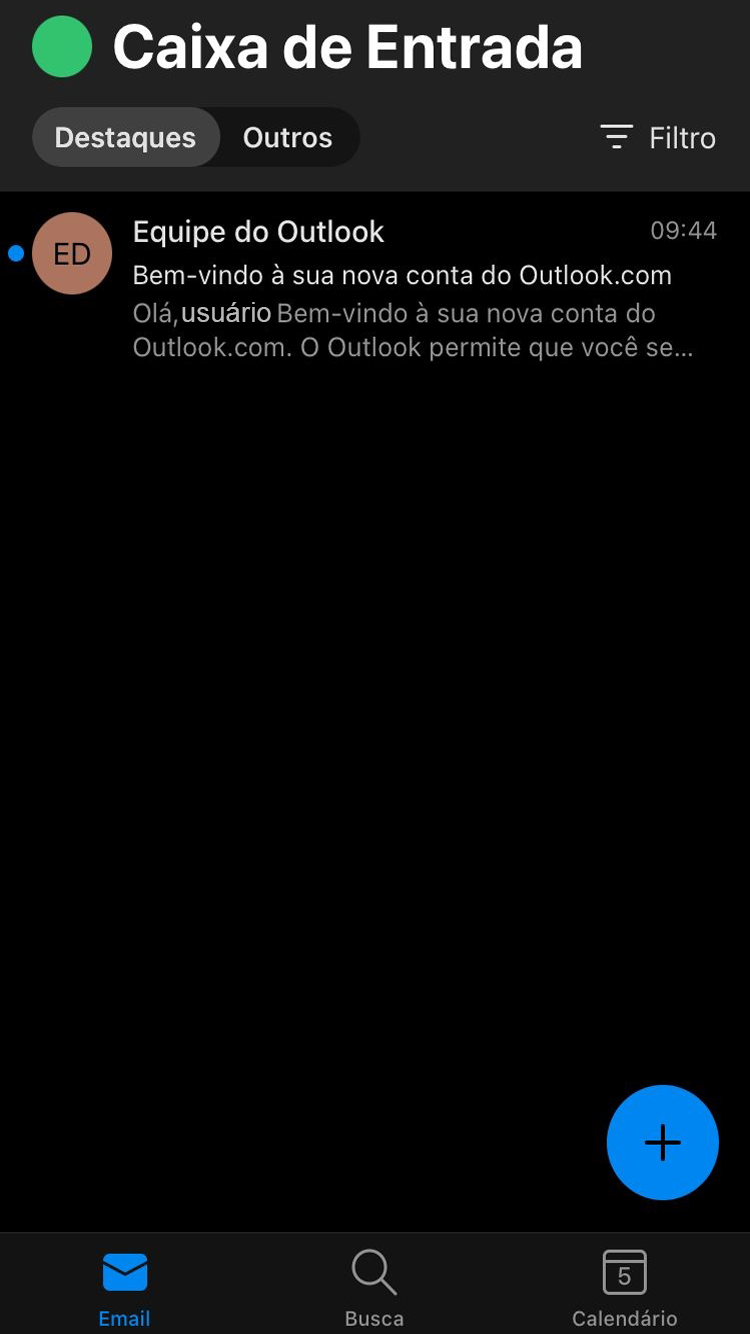 Caixa de Entrada
Destaques Outros Filtro
ED Equipe do Outlook 09:44
Bem-vindo à sua nova conta do Outlook.com
Olá, usuário Bem-vindo à sua nova conta do
Outlook.com. O Outlook permite que você se...
Email Busca 5 Calendário